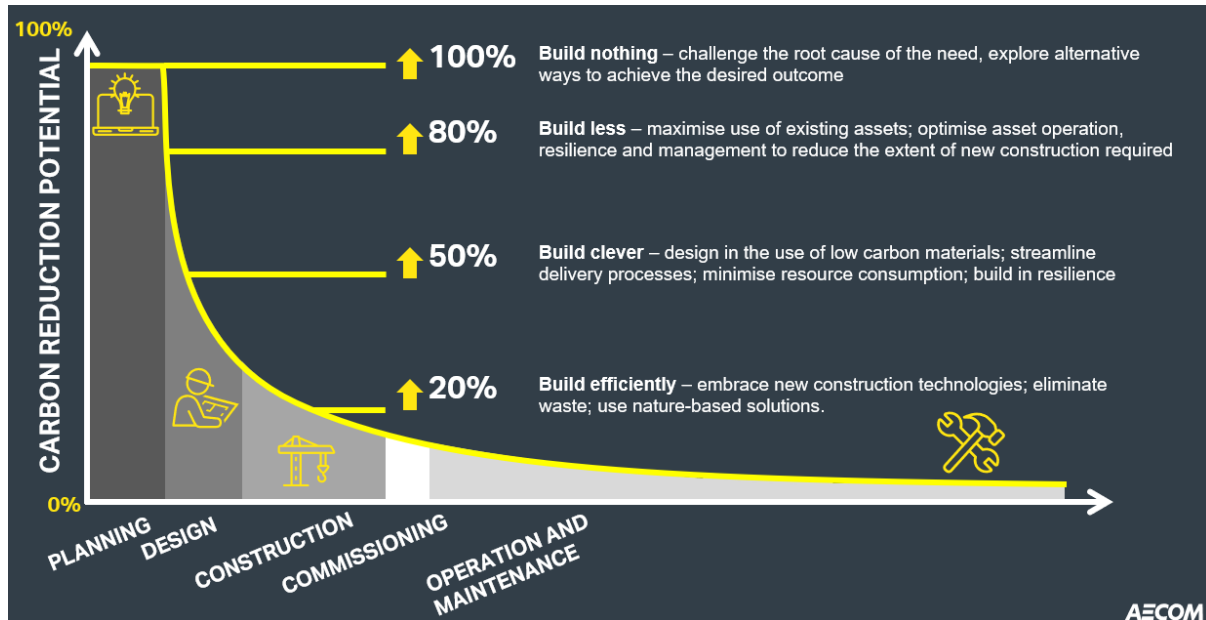 100%
CARBON REDUCTION POTENTIAL
0%
100%
Build nothing – challenge the root cause of the need, explore alternative
ways to achieve the desired outcome
80%
Build less – maximise use of existing assets; optimise asset operation,
resilience and management to reduce the extent of new construction required
50%
Build clever – design in the use of low carbon materials; streamline
delivery processes; minimise resource consumption; build in resilience
20%
Build efficiently – embrace new construction technologies; eliminate
waste; use nature-based solutions.
PLANNING
DESIGN
CONSTRUCTION
COMMISSIONING
OPERATION AND
MAINTENANCE
AECOM